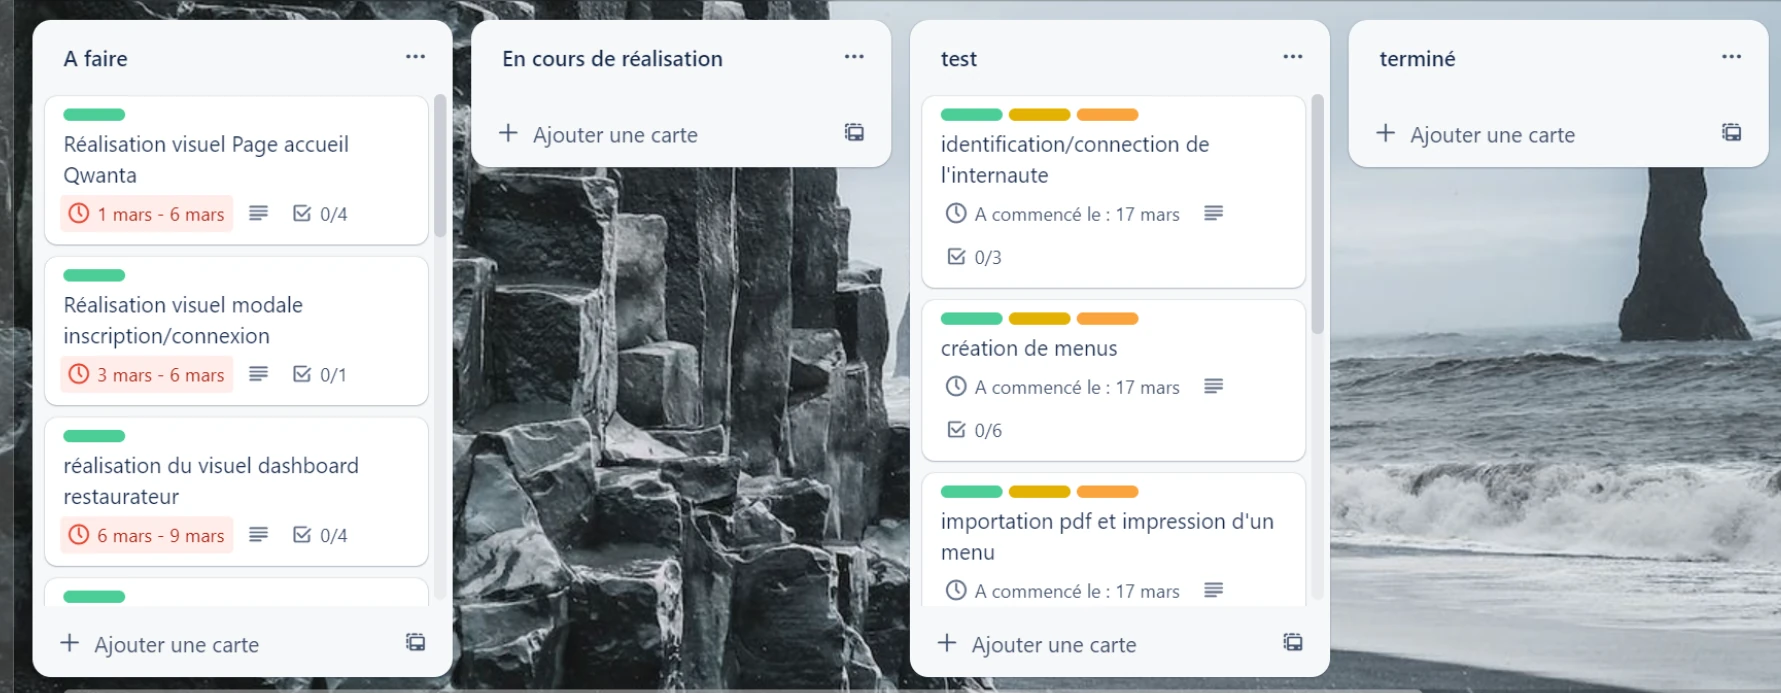 A faire
Réalisation visuel Page accueil
Qwanta
1 mars - 6 mars
0/4
Réalisation visuel modale
inscription/connexion
3 mars - 6 mars
0/1
réalisation du visuel dashboard
restaurateur
6 mars - 9 mars
0/4
Ajouter une carte
En cours de réalisation
Ajouter une carte
test
identification/connection de
l'internaute
A commencé le : 17 mars
0/3
création de menus
A commencé le : 17 mars
0/6
importation pdf et impression d'un
menu
A commencé le : 17 mars
Ajouter une carte
terminé
Ajouter une carte